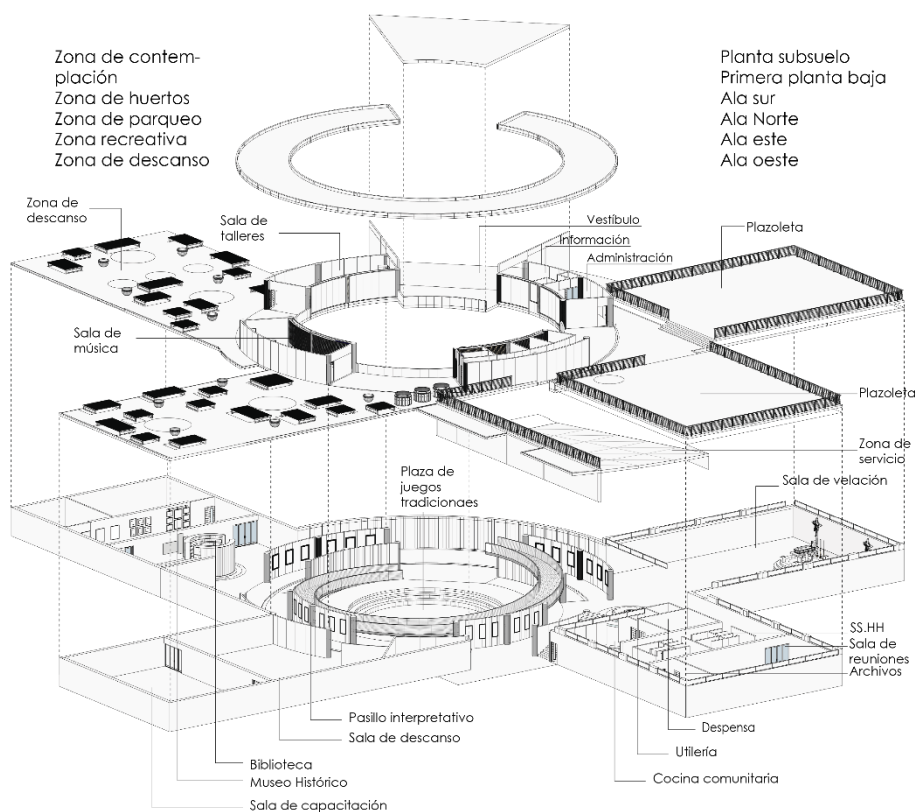 Zona de contem-
plación
Zona de huertos
Zona de parqueo
Zona recreativa
Zona de descanso
Planta subsuelo
Primera planta baja
Ala sur
Ala Norte
Ala este
Ala oeste
Zona de
descanso
Sala de
talleres
Vestíbulo
Información
Administración
Plazoleta
Sala de
música
Plazoleta
Zona de
servicio
Plaza de
juegos
tradicionaes
Sala de velación
SS.HH
Sala de
reuniones
Archivos
Pasillo interpretativo
Sala de descanso
Despensa
Utilería
Biblioteca
Museo Histórico
Cocina comunitaria
Sala de capacitación